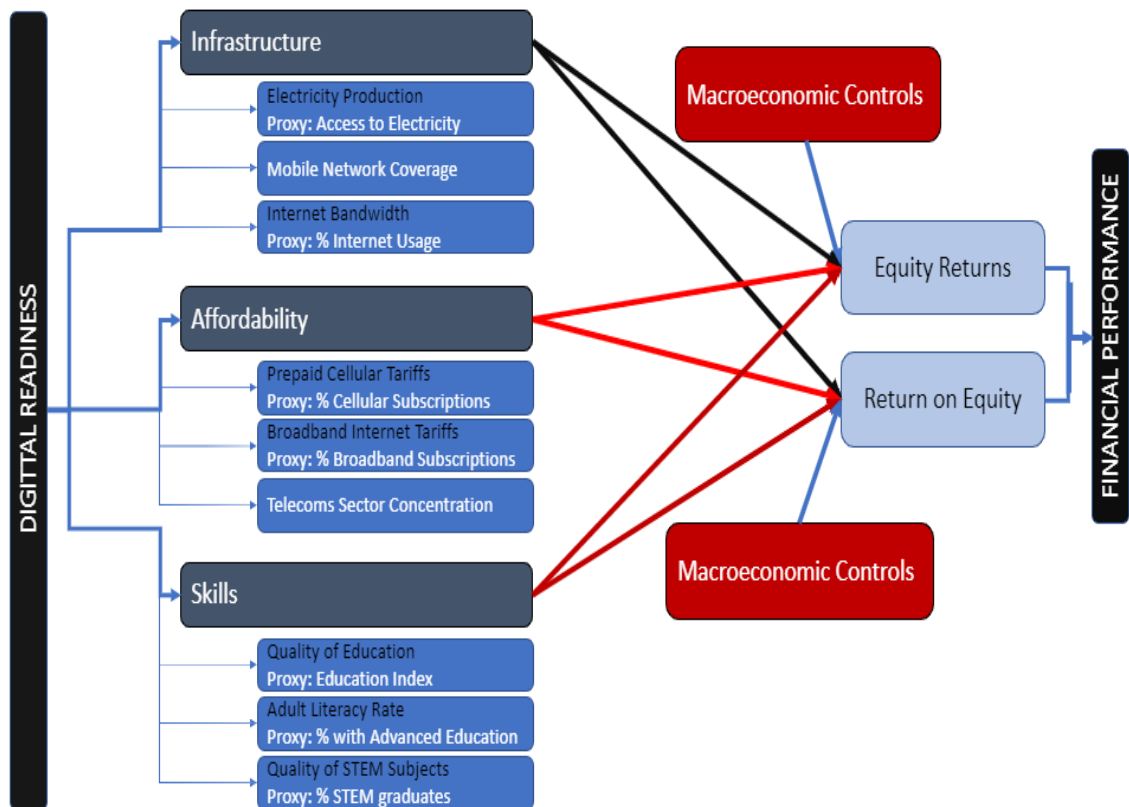 DIGITTAL READINESS
Infrastructure
Electricity Production
Proxy: Access to Electricity
Mobile Network Coverage
Internet Bandwidth
Proxy: % Internet Usage
Affordability
Prepaid Cellular Tariffs
Proxy: % Cellular Subscriptions
Broadband Internet Tariffs
Proxy: % Broadband Subscriptions
Telecoms Sector Concentration
Skills
Quality of Education
Proxy: Education Index
Adult Literacy Rate
Proxy: % with Advanced Education
Quality of STEM Subjects
Proxy: % STEM graduates
Macroeconomic Controls
Equity Returns
Return on Equity
Macroeconomic Controls
FINANCIAL PERFORMANCE